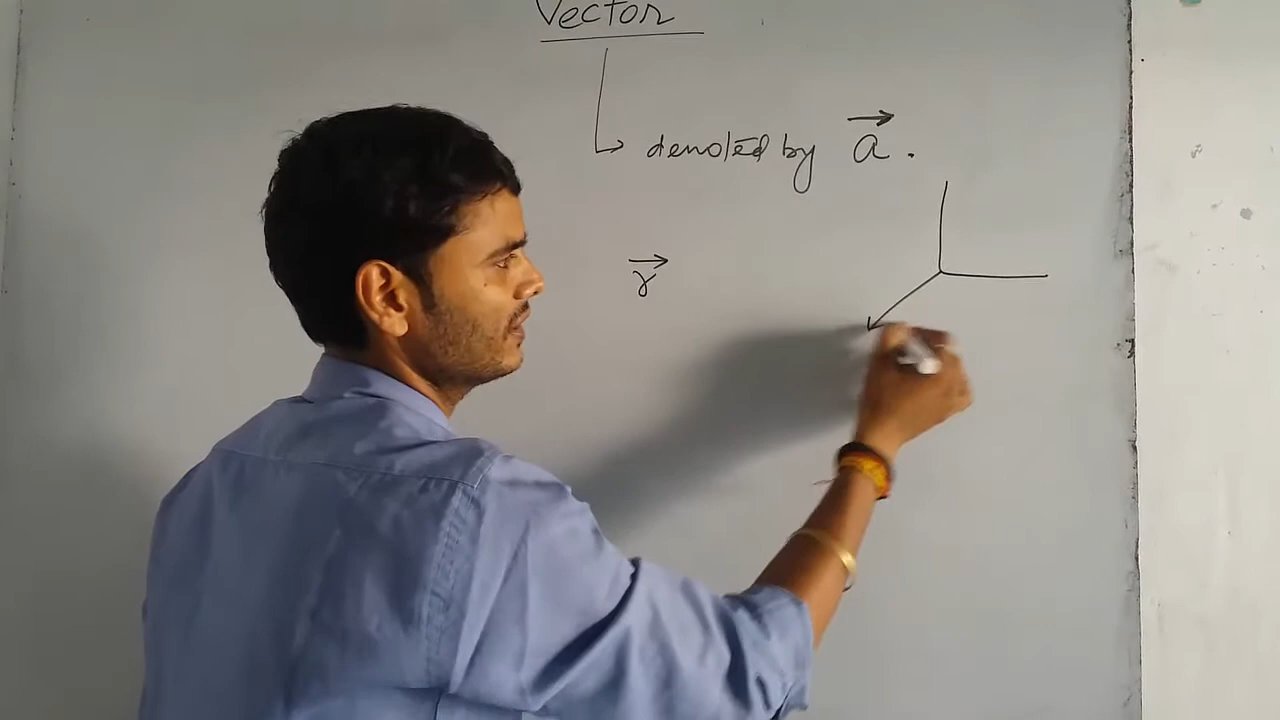 Vector
denoted by a⃗ .
r⃗